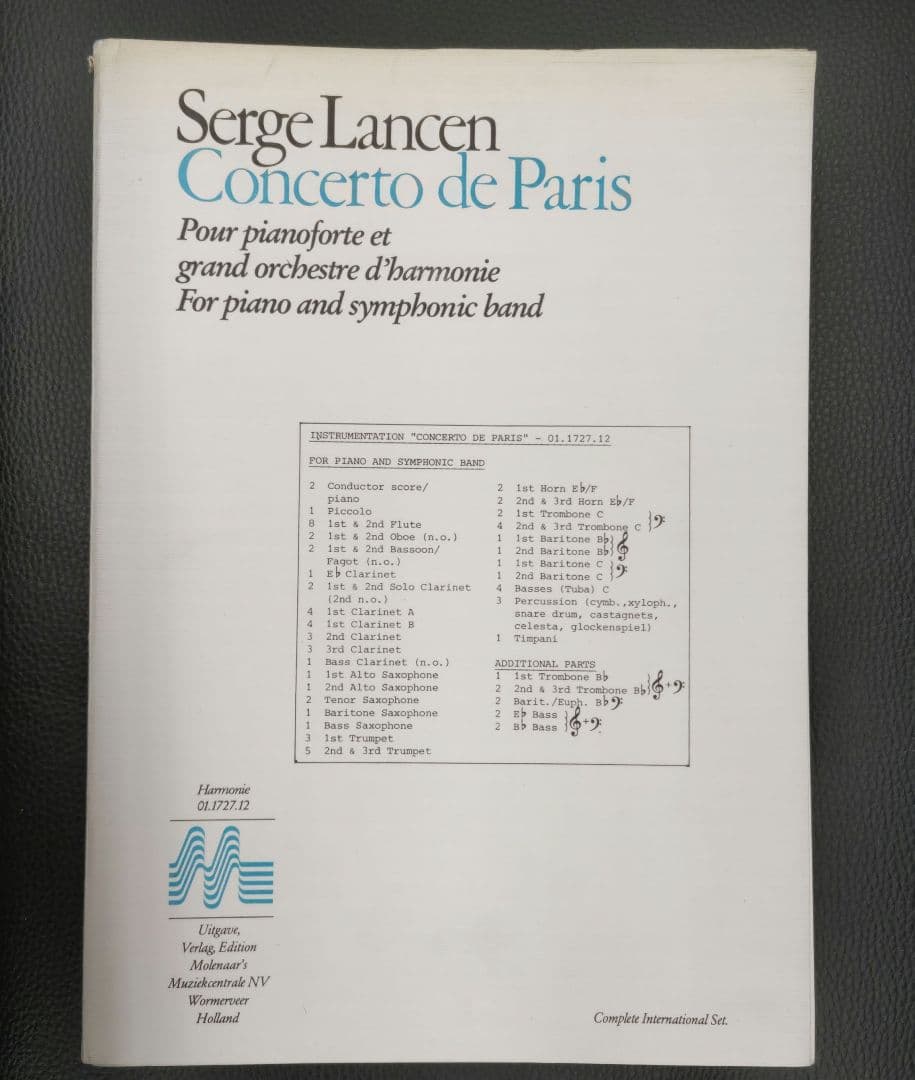 Serge Lancen
Concerto de Paris
Pour pianoforte et
grand orchestre d'harmonie
For piano and symphonic band
INSTRUMENTATION "CONCERTO DE PARIS" - 01.1727.12
FOR PIANO AND SYMPHONIC BAND
2 Conductor score/
piano
1 Piccolo
8 1st & 2nd Flute
2 1st & 2nd Oboe (n.o.)
2 1st & 2nd Bassoon/
Fagot (n.o.)
1 E♭ Clarinet
2 1st & 2nd Solo Clarinet
(2nd n.o.)
4 1st Clarinet A
4 1st Clarinet B
3 2nd Clarinet
3 3rd Clarinet
1 Bass Clarinet (n.o.)
1 1st Alto Saxophone
1 2nd Alto Saxophone
2 Tenor Saxophone
1 Baritone Saxophone
1 Bass Saxophone
3 1st Trumpet
5 2nd & 3rd Trumpet
2 1st Horn E♭/F
2 2nd & 3rd Horn E♭/F
2 1st Trombone C
4 2nd & 3rd Trombone C
1 1st Baritone B♭
1 2nd Baritone B♭
1 1st Baritone C
1 2nd Baritone C
4 Basses (Tuba) C
3 Percussion (cymb.,xyloph.,
snare drum, castagnets,
celesta, glockenspiel)
1 Timpani
ADDITIONAL PARTS
1 1st Trombone B♭
2 2nd & 3rd Trombone B♭
2 Barit./Euph. B♭
2 E♭ Bass
2 B♭ Bass
Harmonie
01.1727.12
Uitgave,
Verlag, Edition
Molenaar's
Muziekcentrale NV
Wormerveer
Holland
Complete International Set.